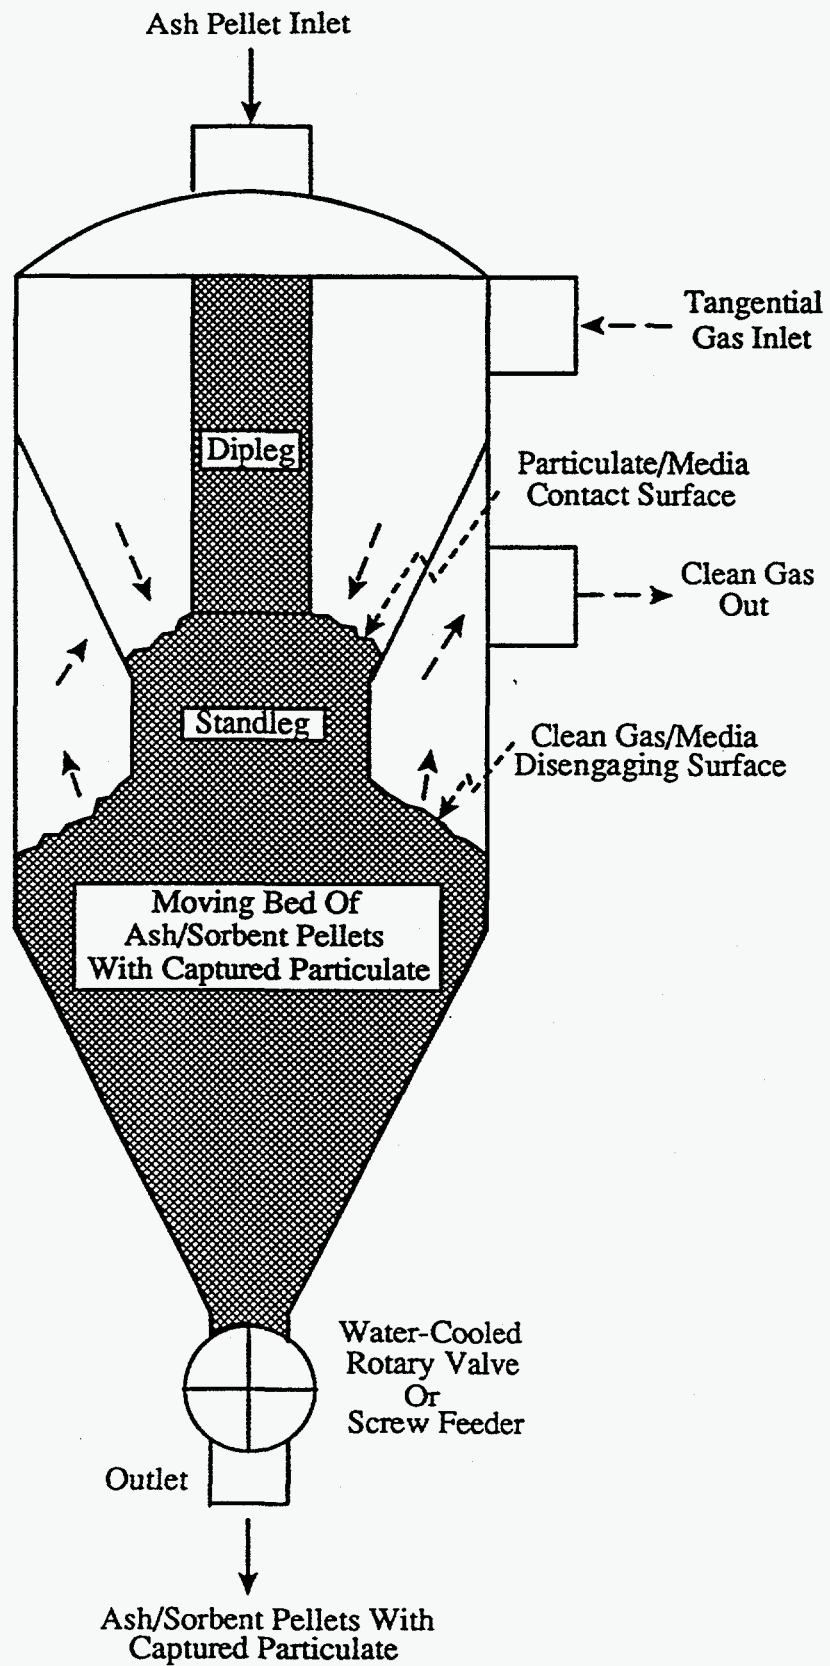 Ash Pellet Inlet
Tangential
Gas Inlet
Dipleg
Particulate/Media
Contact Surface
Clean Gas
Out
Standleg
Clean Gas/Media
Disengaging Surface
Moving Bed Of
Ash/Sorbent Pellets
With Captured Particulate
Water-Cooled
Rotary Valve
Or
Screw Feeder
Outlet
Ash/Sorbent Pellets With
Captured Particulate